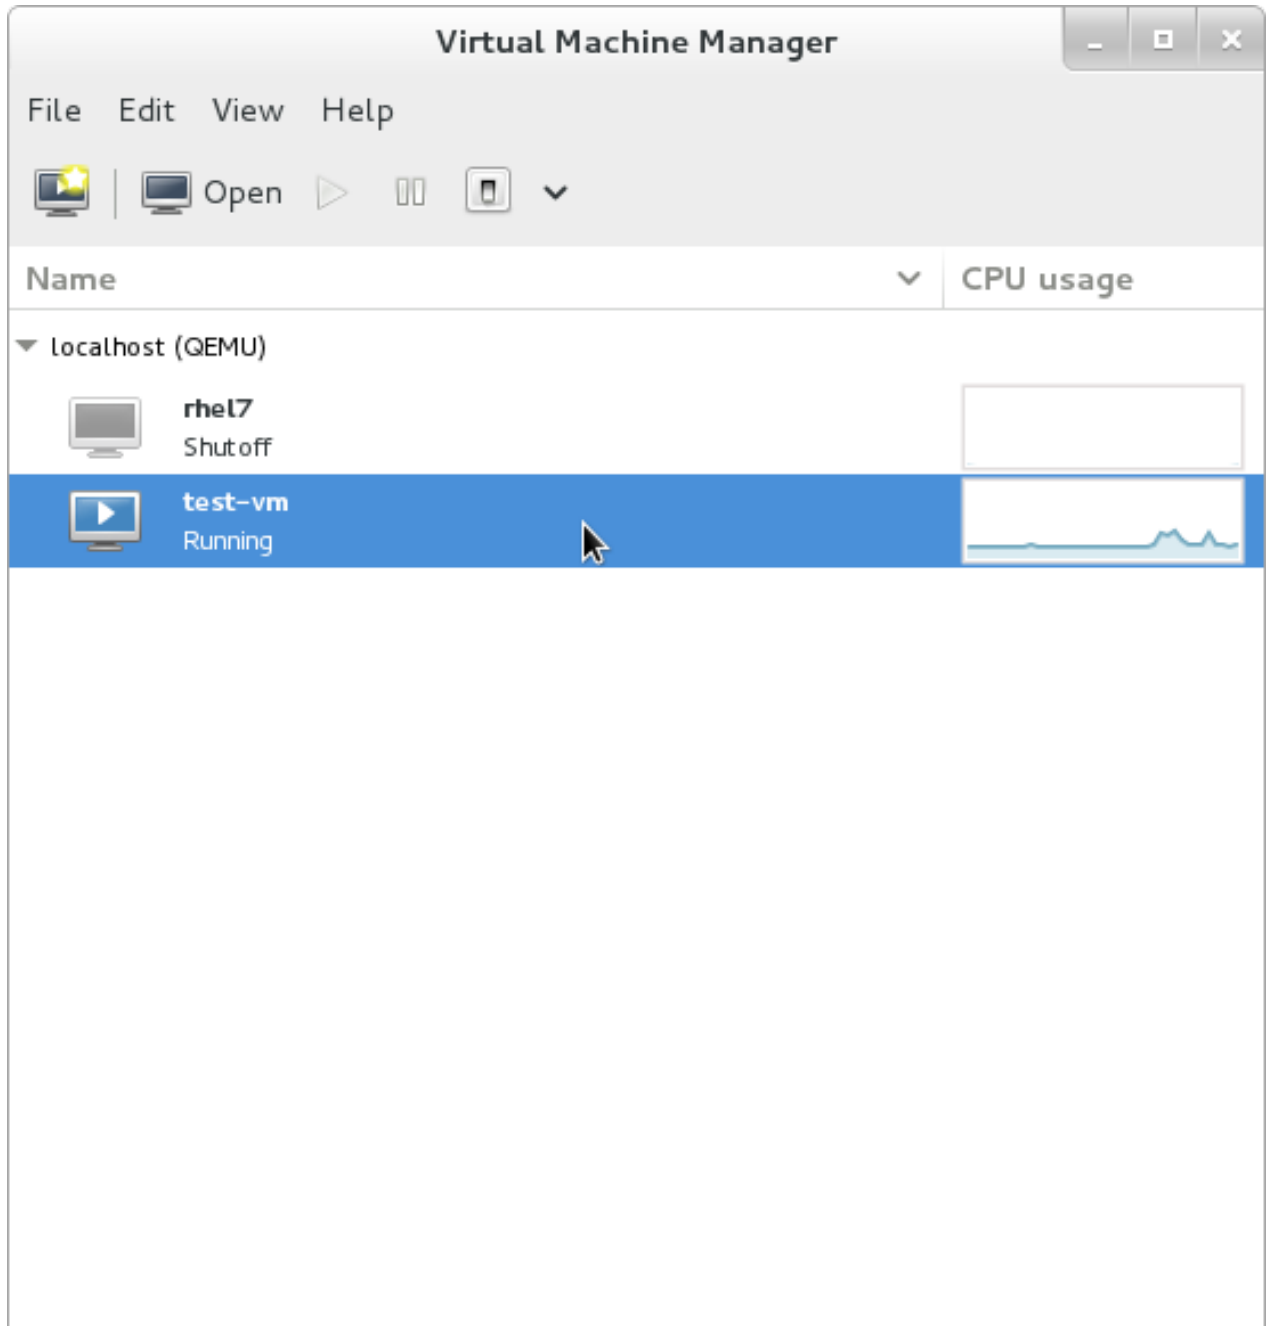 Virtual Machine Manager
File Edit View Help
Open
Name CPU usage
localhost (QEMU)
rhel7
Shutoff
test-vm
Running